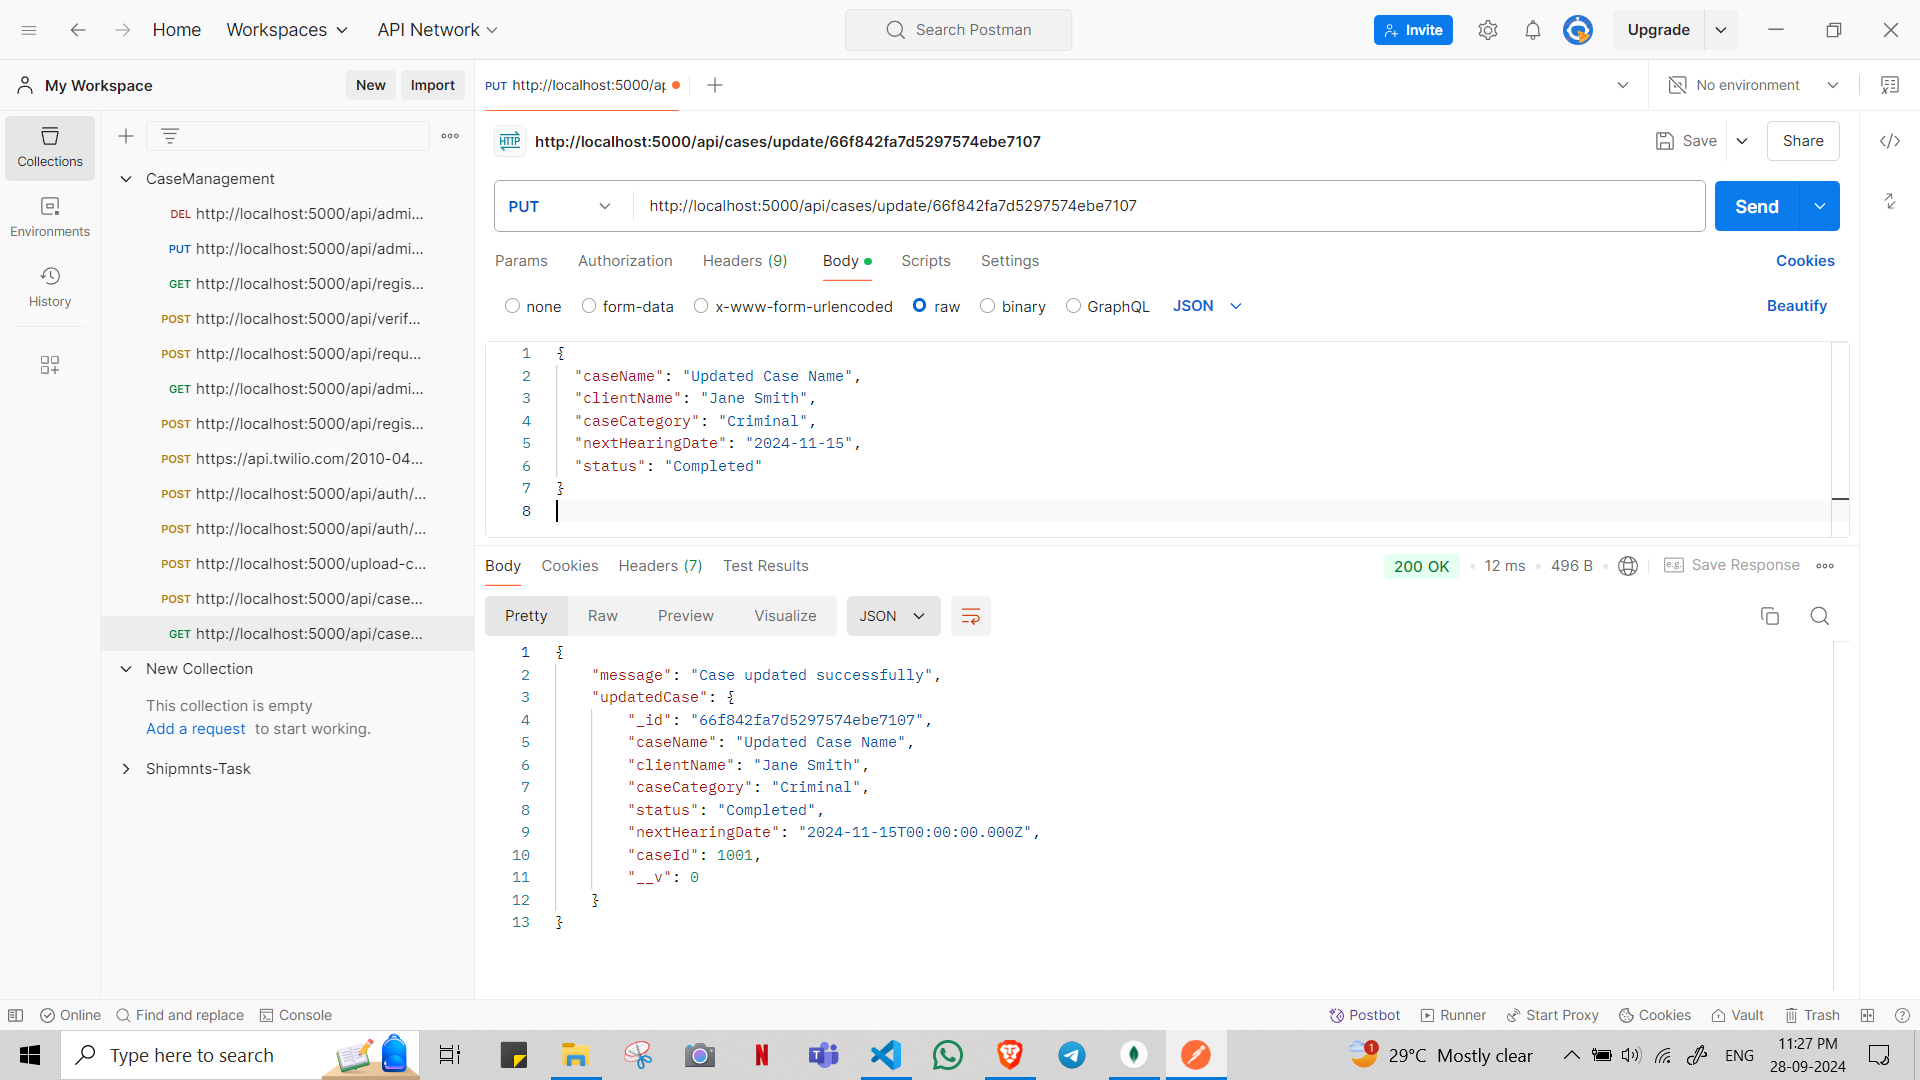 Home Workspaces API Network Search Postman Invite Upgrade
My Workspace New Import PUT http://localhost:5000/ap No environment
Collections
Environments
History
CaseManagement
DEL http://localhost:5000/api/admi...
PUT http://localhost:5000/api/admi...
GET http://localhost:5000/api/regis...
POST http://localhost:5000/api/verif...
POST http://localhost:5000/api/requ...
GET http://localhost:5000/api/admi...
POST http://localhost:5000/api/regis...
POST https://api.twilio.com/2010-04...
POST http://localhost:5000/api/auth/...
POST http://localhost:5000/api/auth/...
POST http://localhost:5000/upload-c...
POST http://localhost:5000/api/case...
GET http://localhost:5000/api/case...
New Collection
This collection is empty
Add a request to start working.
Shipmnts-Task
HTTP http://localhost:5000/api/cases/update/66f842fa7d5297574ebe7107 Save Share
PUT http://localhost:5000/api/cases/update/66f842fa7d5297574ebe7107 Send
Params Authorization Headers (9) Body Scripts Settings Cookies
none form-data x-www-form-urlencoded raw binary GraphQL JSON Beautify
1 {
2 "caseName": "Updated Case Name",
3 "clientName": "Jane Smith",
4 "caseCategory": "Criminal",
5 "nextHearingDate": "2024-11-15",
6 "status": "Completed"
7 }
8
Body Cookies Headers (7) Test Results 200 OK 12 ms 496 B e.g. Save Response
Pretty Raw Preview Visualize JSON
1 {
2 "message": "Case updated successfully",
3 "updatedCase": {
4 "_id": "66f842fa7d5297574ebe7107",
5 "caseName": "Updated Case Name",
6 "clientName": "Jane Smith",
7 "caseCategory": "Criminal",
8 "status": "Completed",
9 "nextHearingDate": "2024-11-15T00:00:00.000Z",
10 "caseId": 1001,
11 "__v": 0
12 }
13 }
Online Find and replace Console Postbot Runner Start Proxy Cookies Vault Trash
Type here to search 1 29°C Mostly clear ENG 11:27 PM
28-09-2024